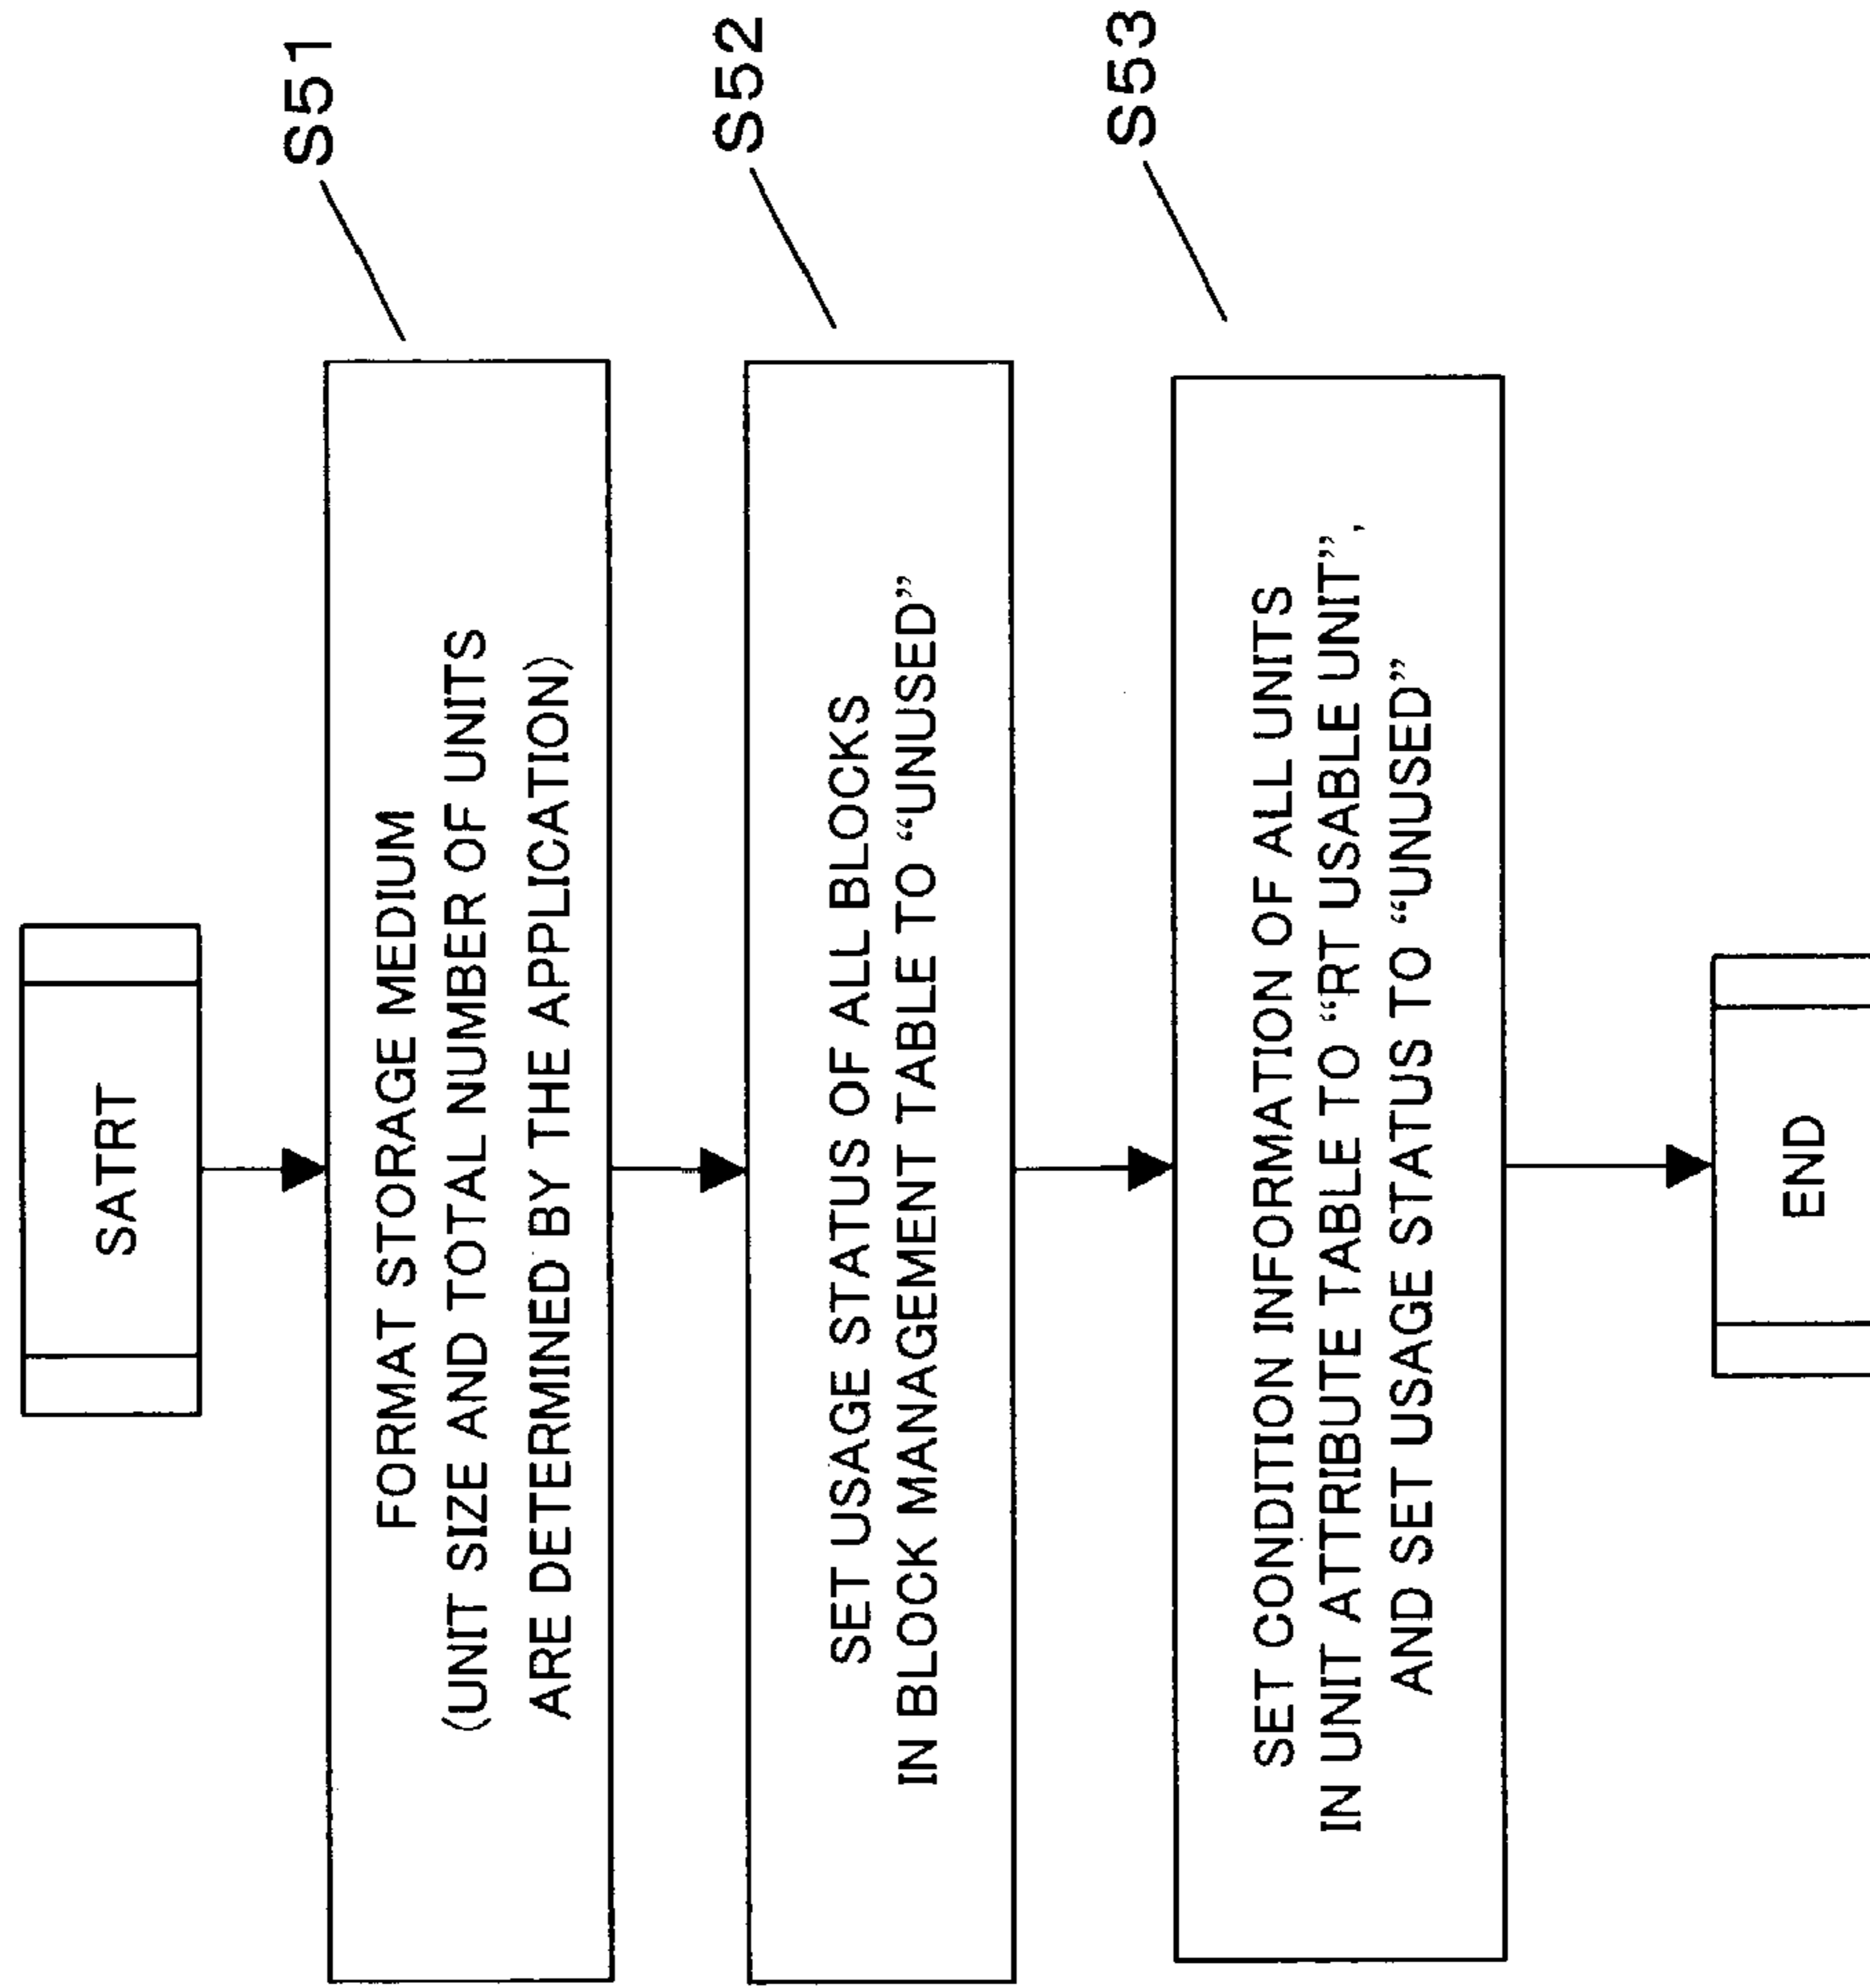 SATRT
S51
FORMAT STORAGE MEDIUM
(UNIT SIZE AND TOTAL NUMBER OF UNITS
ARE DETERMINED BY THE APPLICATION)
S52
SET USAGE STATUS OF ALL BLOCKS
IN BLOCK MANAGEMENT TABLE TO “UNUSED”
S53
SET CONDITION INFORMATION OF ALL UNITS
IN UNIT ATTRIBUTE TABLE TO “RT USABLE UNIT”,
AND SET USAGE STATUS TO “UNUSED”
END